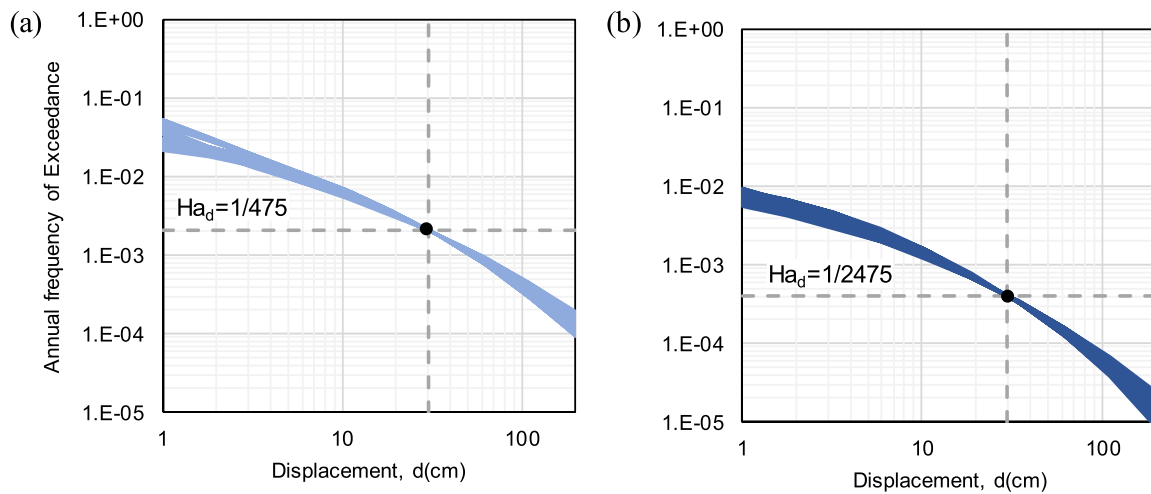 (a)
Annual frequency of Exceedance
1.E+00
1.E-01
1.E-02
1.E-03
1.E-04
1.E-05
Had=1/475
1
10
100
Displacement, d(cm)
(b)
1.E+00
1.E-01
1.E-02
1.E-03
1.E-04
1.E-05
Had=1/2475
1
10
100
Displacement, d(cm)